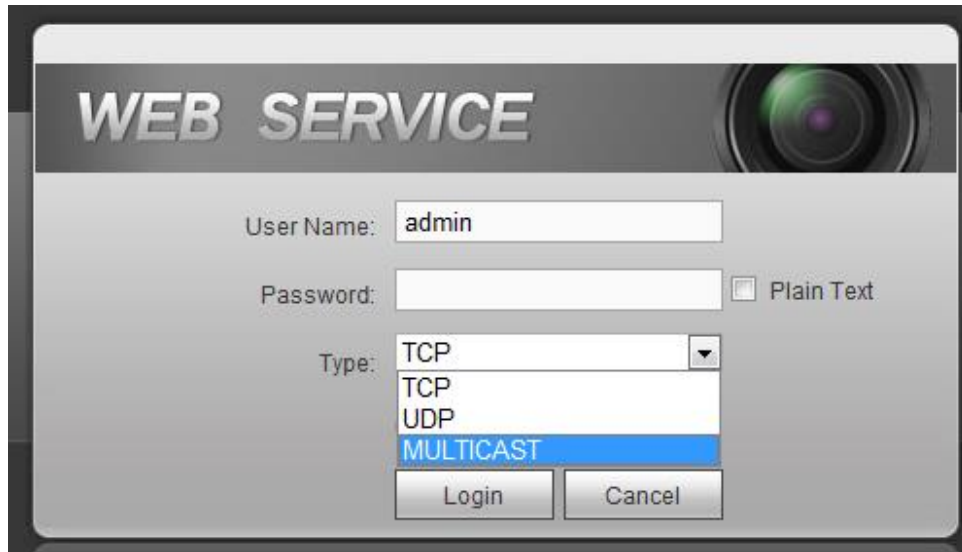 WEB SERVICE
User Name: admin
Password: Plain Text
Type: TCP
TCP
UDP
MULTICAST
Login Cancel